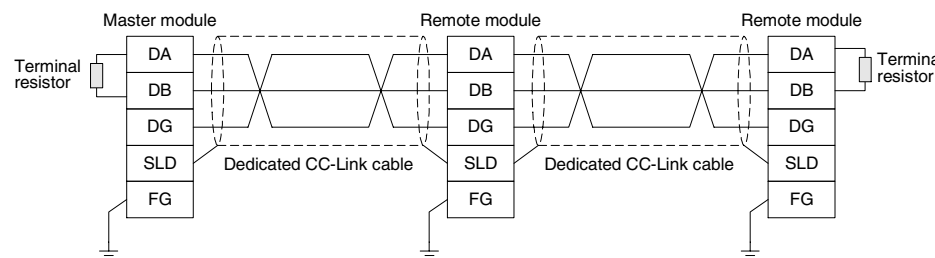 Master module
Remote module
Remote module
Terminal
resistor
DA
DB
DG
SLD
FG
Dedicated CC-Link cable
DA
DB
DG
SLD
FG
Dedicated CC-Link cable
DA
DB
DG
SLD
FG
Termina
resistor